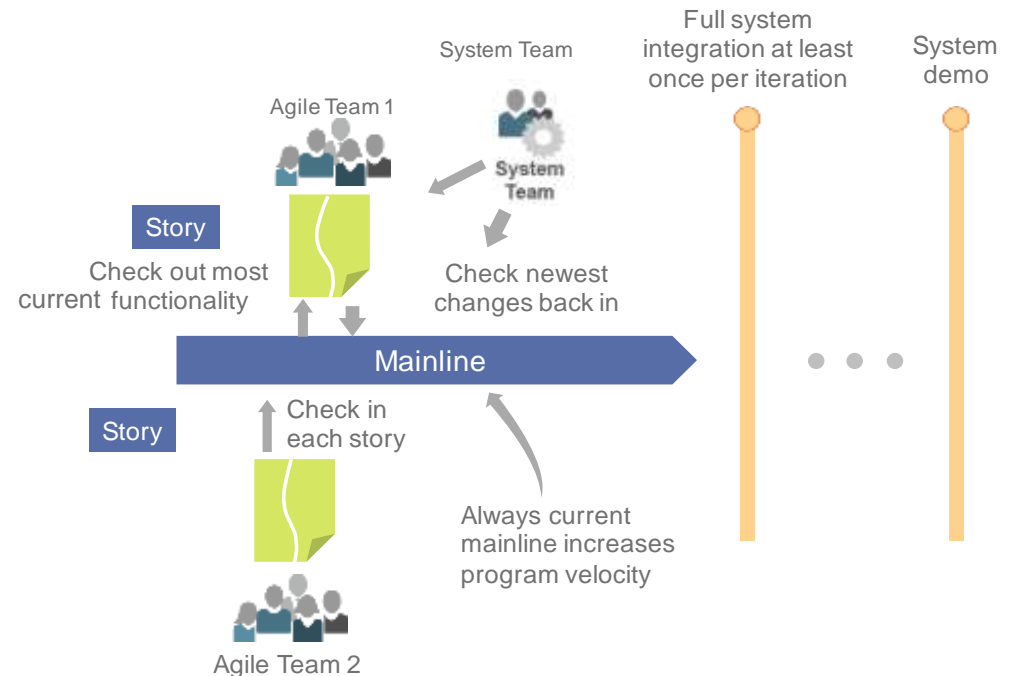 Full system
integration at least
once per iteration
System
demo
System Team
Agile Team 1
System
Team
Story
Check out most
current functionality
Check newest
changes back in
Mainline
Story
Check in
each story
Always current
mainline increases
program velocity
Agile Team 2